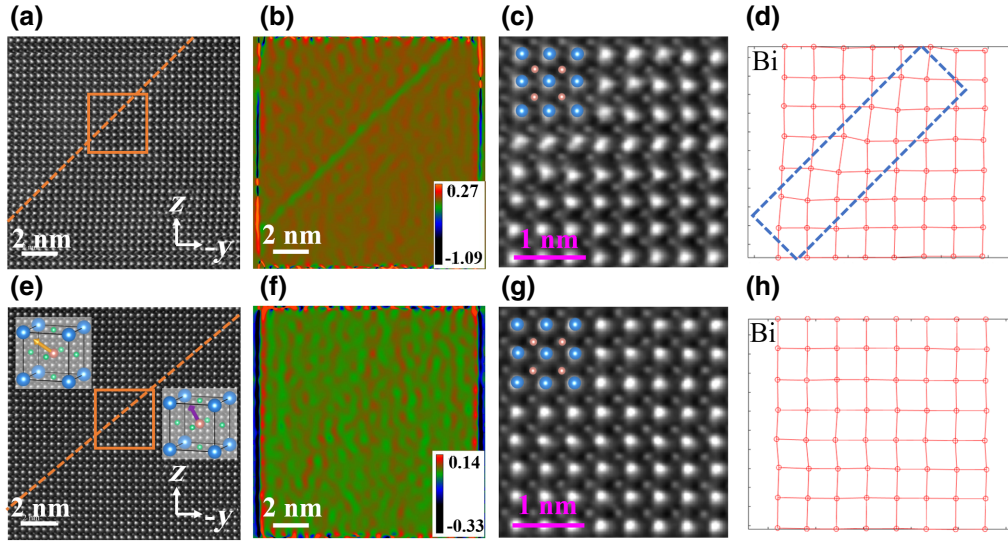 (a)
(b)
(c)
(d)
2 nm
z
-y
2 nm
0.27
-1.09
1 nm
Bi
(e)
(f)
(g)
(h)
2 nm
z
-y
2 nm
0.14
-0.33
1 nm
Bi